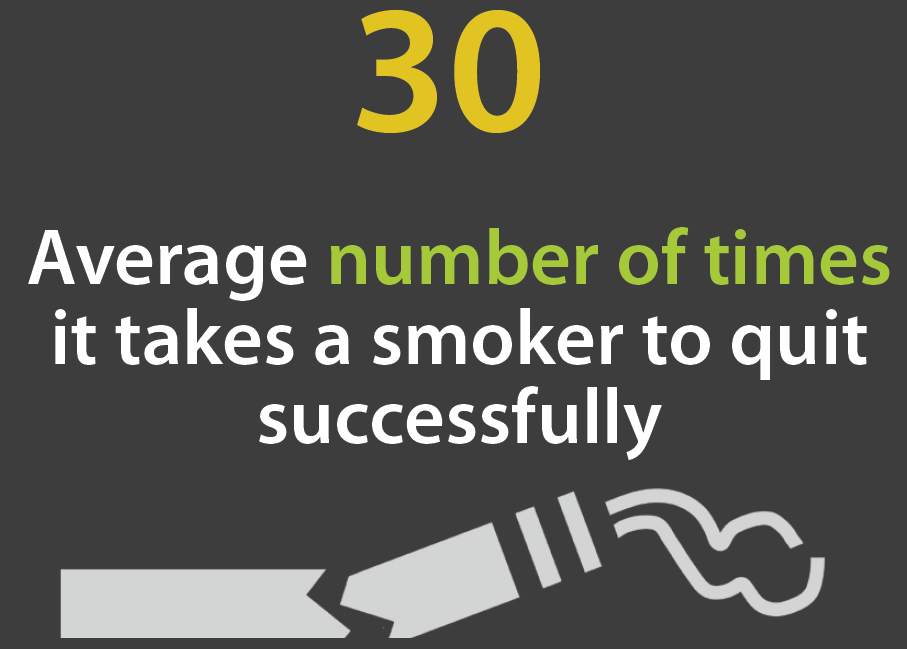 30
Average number of times
it takes a smoker to quit
successfully